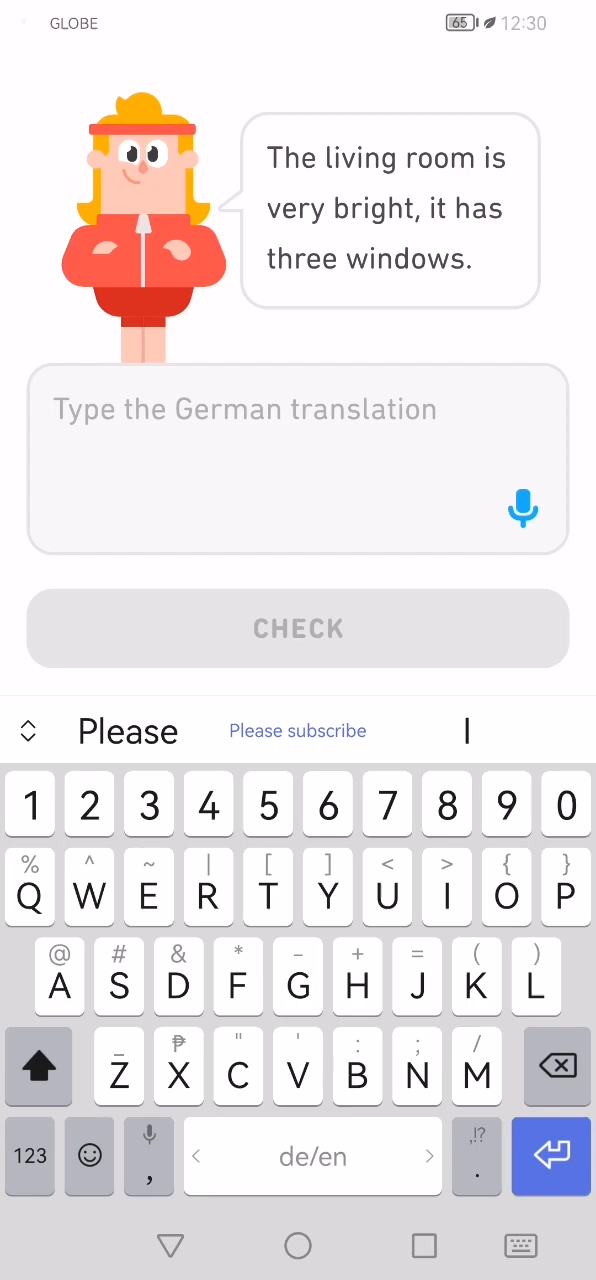 GLOBE 65 12:30
The living room is
very bright, it has
three windows.
Type the German translation
CHECK
Please Please subscribe I
1 2 3 4 5 6 7 8 9 0
% ^ ~ | [ ] < > { }
Q W E R T Y U I O P
@ # & * - + = ( )
A S D F G H J K L
_ ₱ " ' : ; /
Z X C V B N M
,!?
123 , < de/en > .